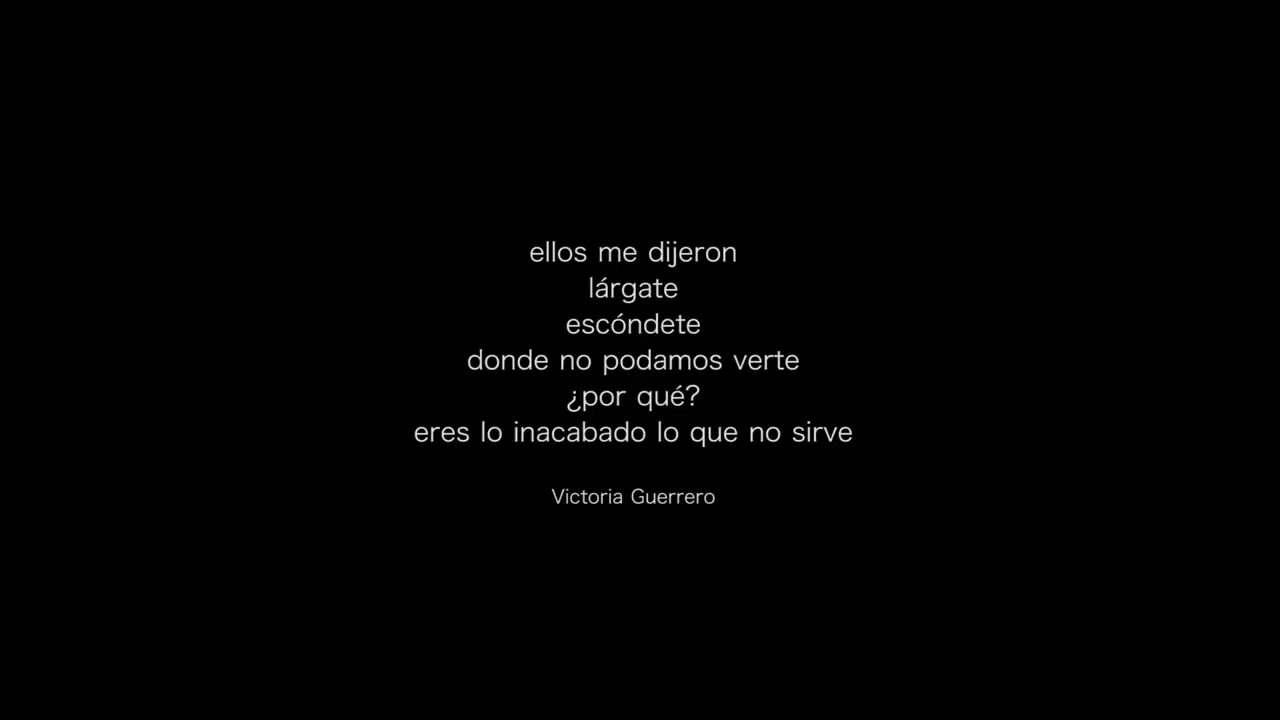 ellos me dijeron
lárgate
escóndete
donde no podamos verte
¿por qué?
eres lo inacabado lo que no sirve
Victoria Guerrero